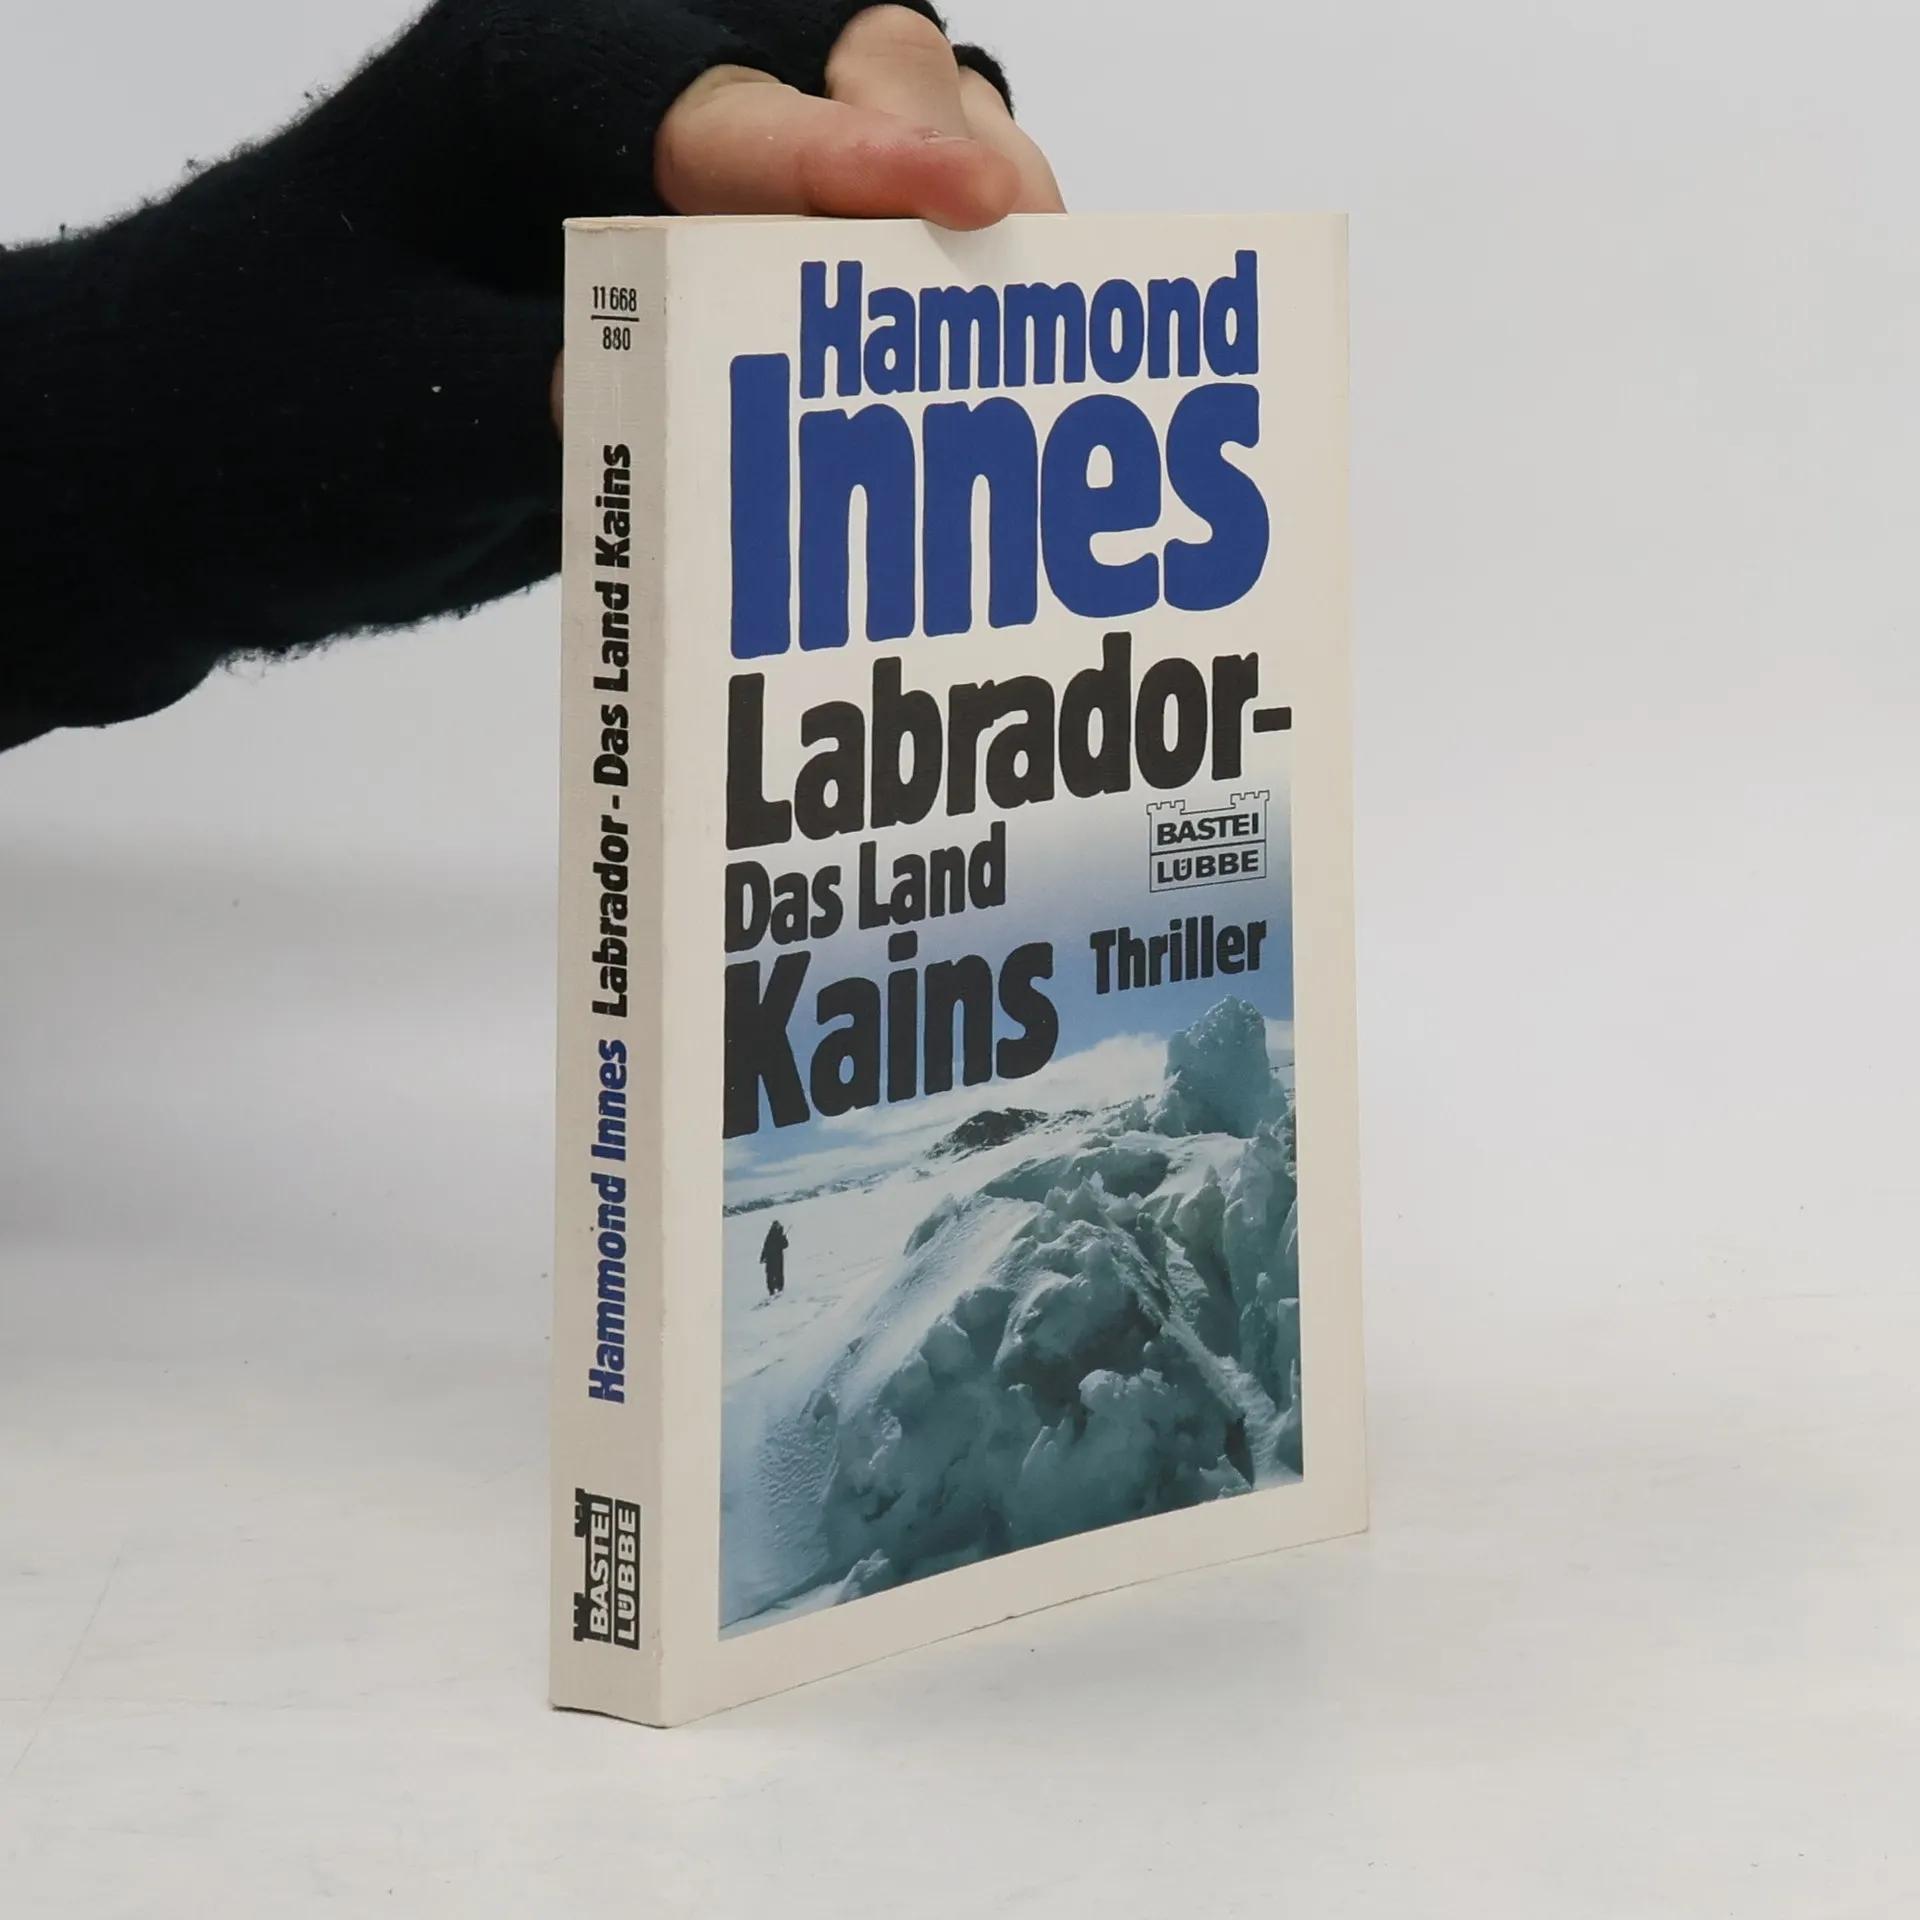 11 668
880
Hammond Innes Labrador - Das Land Kains
BASTEI
LÜBBE
Hammond
Innes
Labrador-
Das Land
Kains
BASTEI
LÜBBE
Thriller